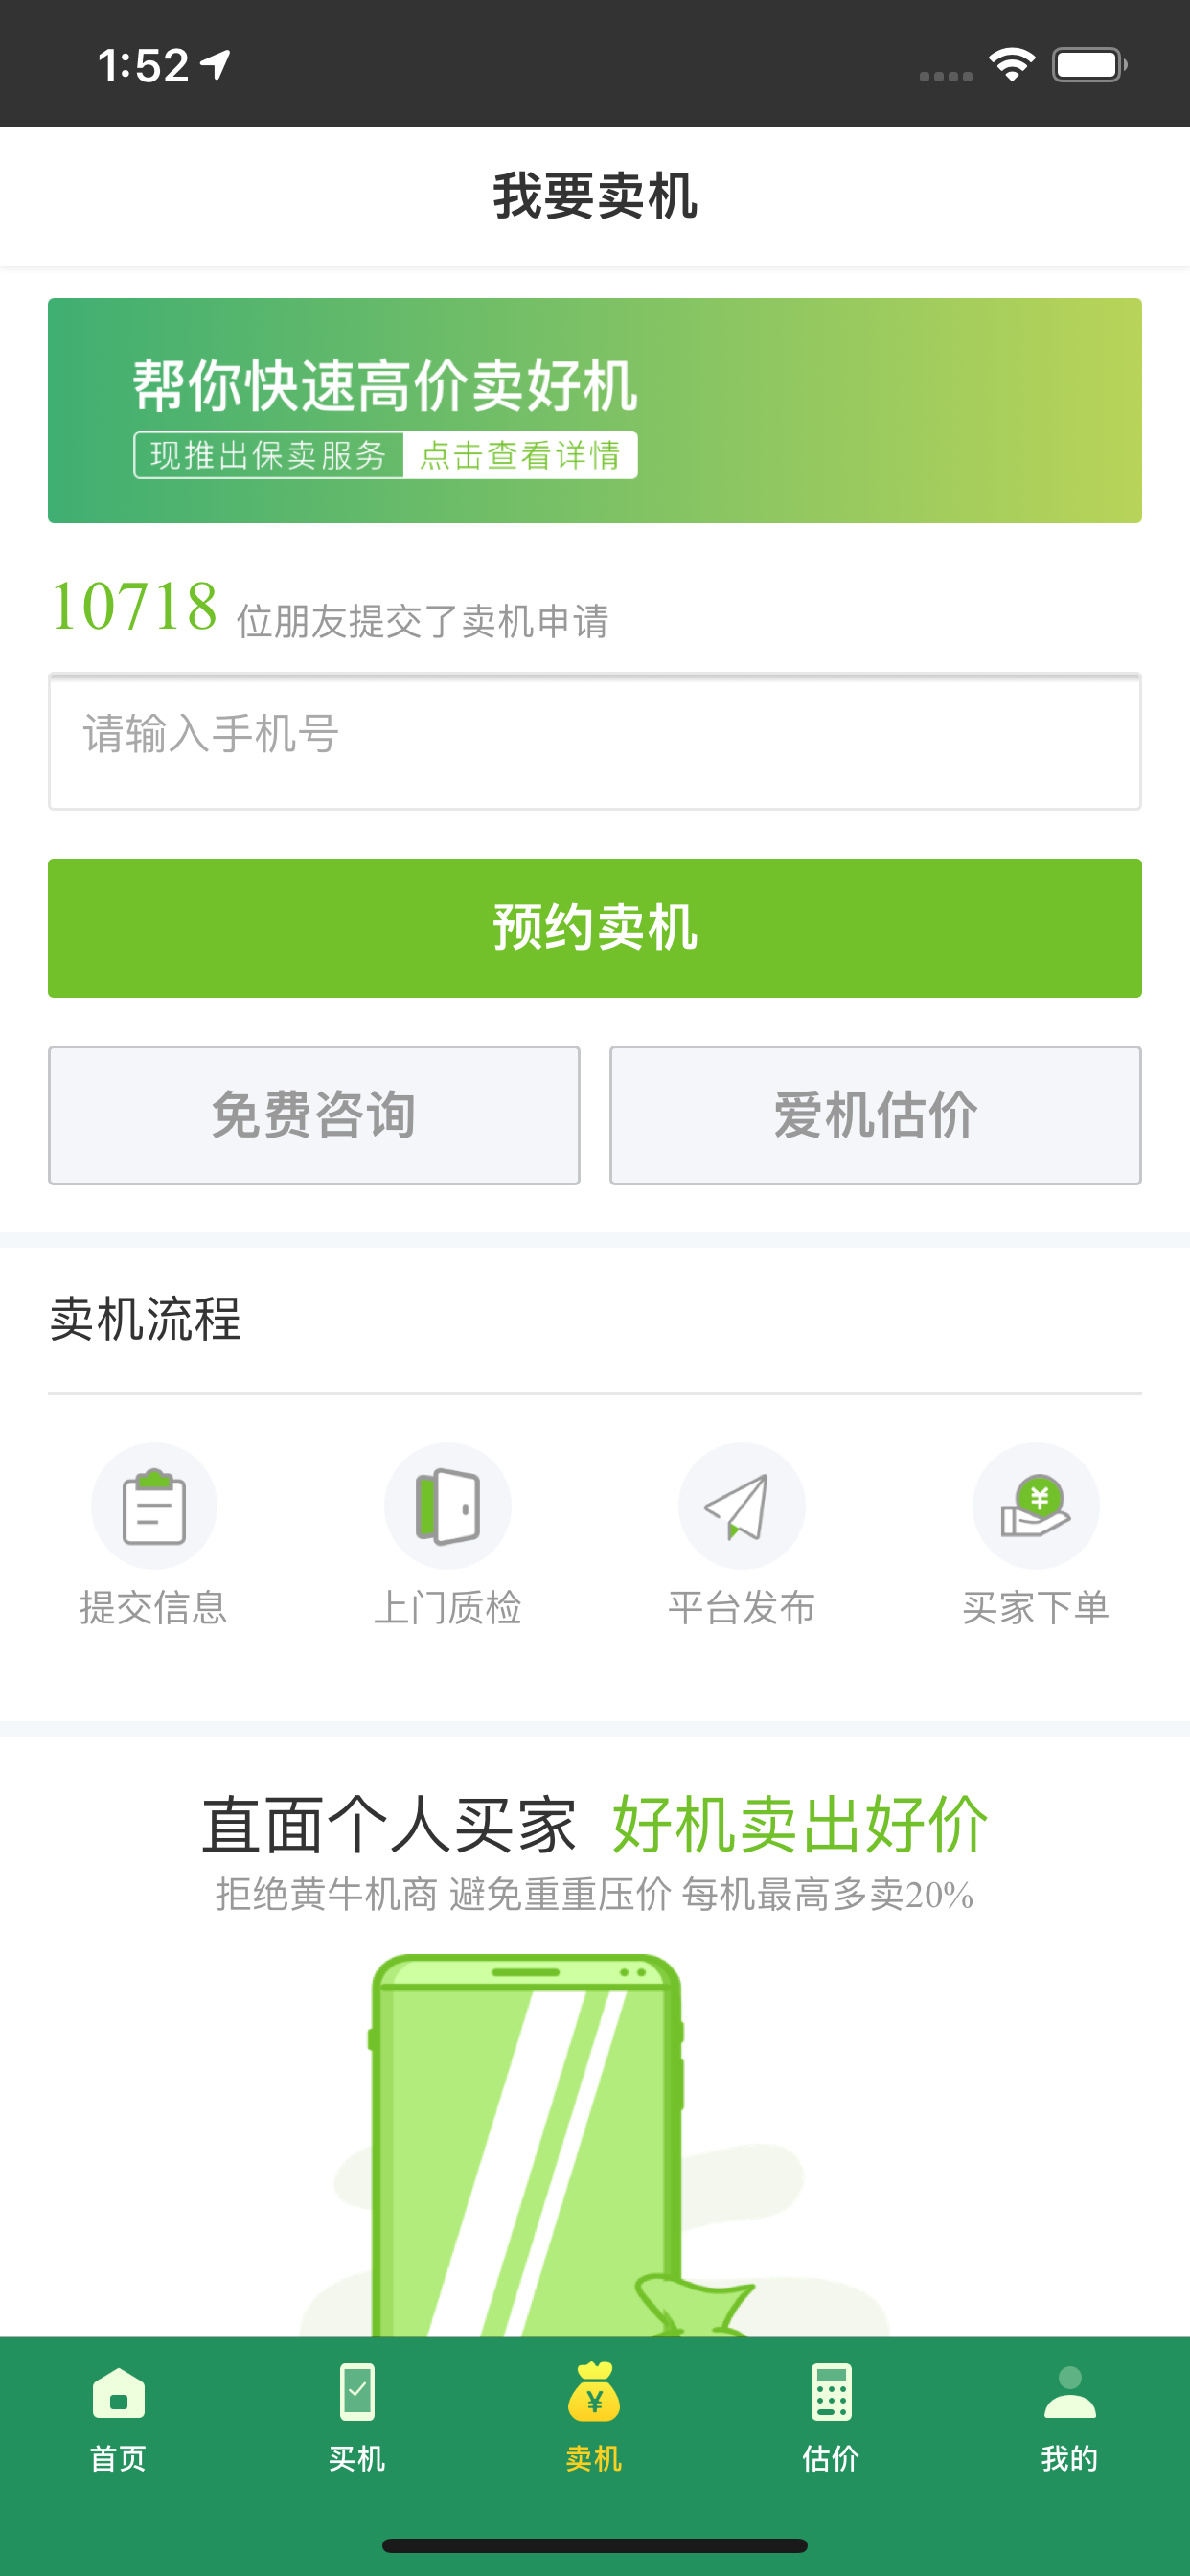 1:52
我要卖机
帮你快速高价卖好机
现推出保卖服务 点击查看详情
10718 位朋友提交了卖机申请
请输入手机号
预约卖机
免费咨询 爱机估价
卖机流程
提交信息 上门质检 平台发布 买家下单
直面个人买家 好机卖出好价
拒绝黄牛机商 避免重重压价 每机最高多卖20%
首页 买机 卖机 估价 我的